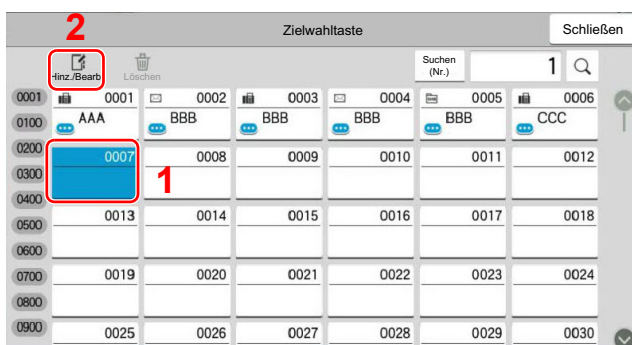 2
Zielwahltaste
Schließen
Hinz./Bearb.
Löschen
Suchen
(Nr.)
1
0001
0100
0200
0300
0400
0500
0600
0700
0800
0900
0001 0002 0003 0004 0005 0006
AAA BBB BBB BBB BBB CCC
0007 0008 0009 0010 0011 0012
1
0013 0014 0015 0016 0017 0018
0019 0020 0021 0022 0023 0024
0025 0026 0027 0028 0029 0030